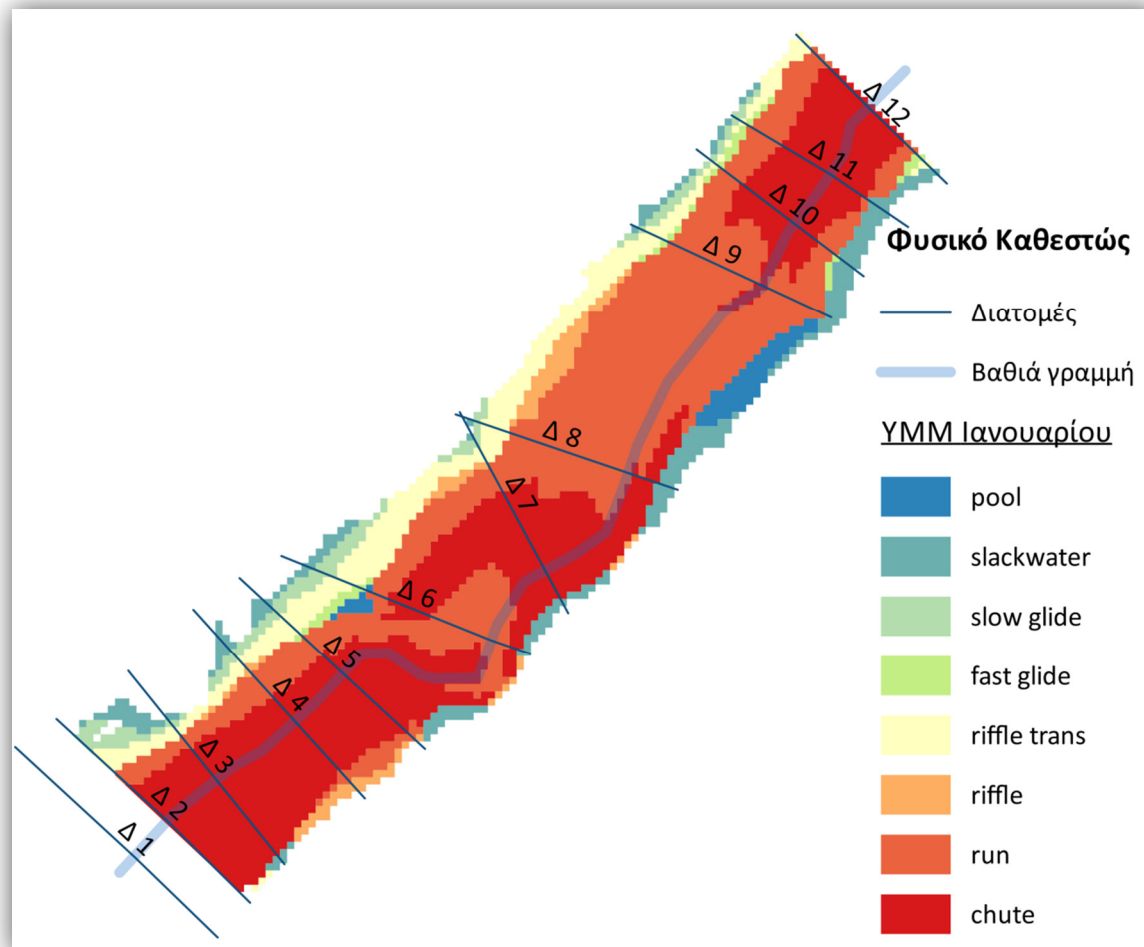 Δ 12
Δ 11
Δ 10
Δ 9
Δ 8
Δ 7
Δ 6
Δ 5
Δ 4
Δ 3
Δ 2
Δ 1
Φυσικό Καθεστώς
Διατομές
Βαθιά γραμμή
ΥΜΜ Ιανουαρίου
pool
slackwater
slow glide
fast glide
riffle trans
riffle
run
chute